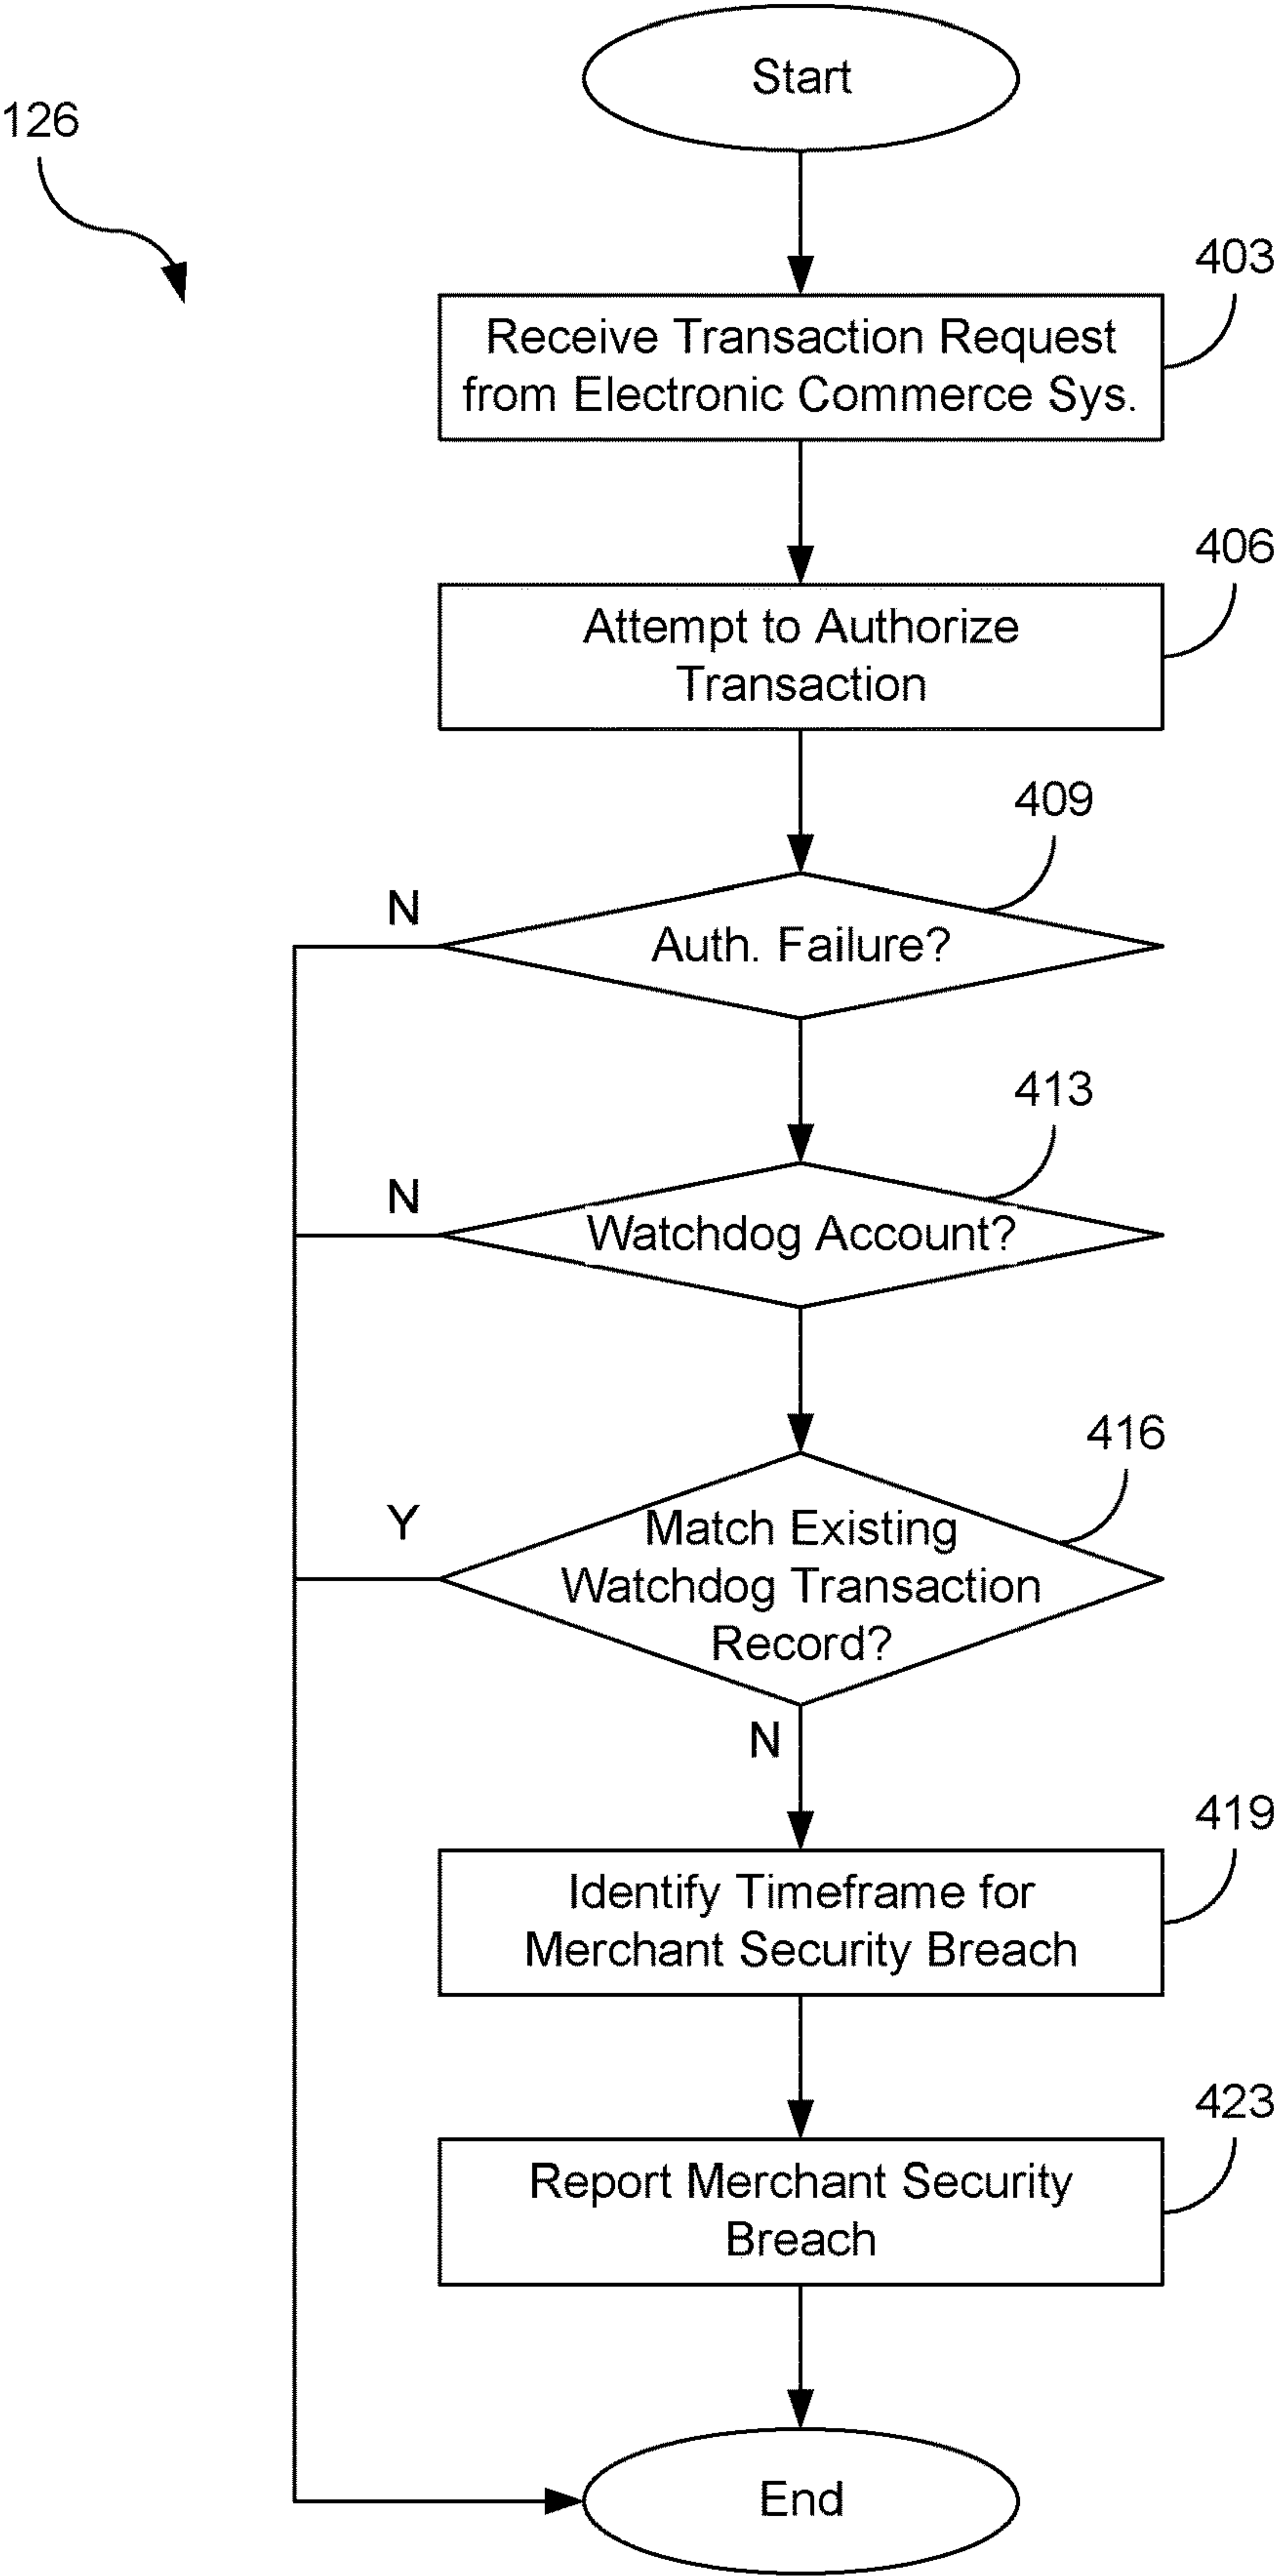 Start
126
403
Receive Transaction Request
from Electronic Commerce Sys.
406
Attempt to Authorize
Transaction
409
N
Auth. Failure?
413
N
Watchdog Account?
416
Y
Match Existing
Watchdog Transaction
Record?
N
419
Identify Timeframe for
Merchant Security Breach
423
Report Merchant Security
Breach
End